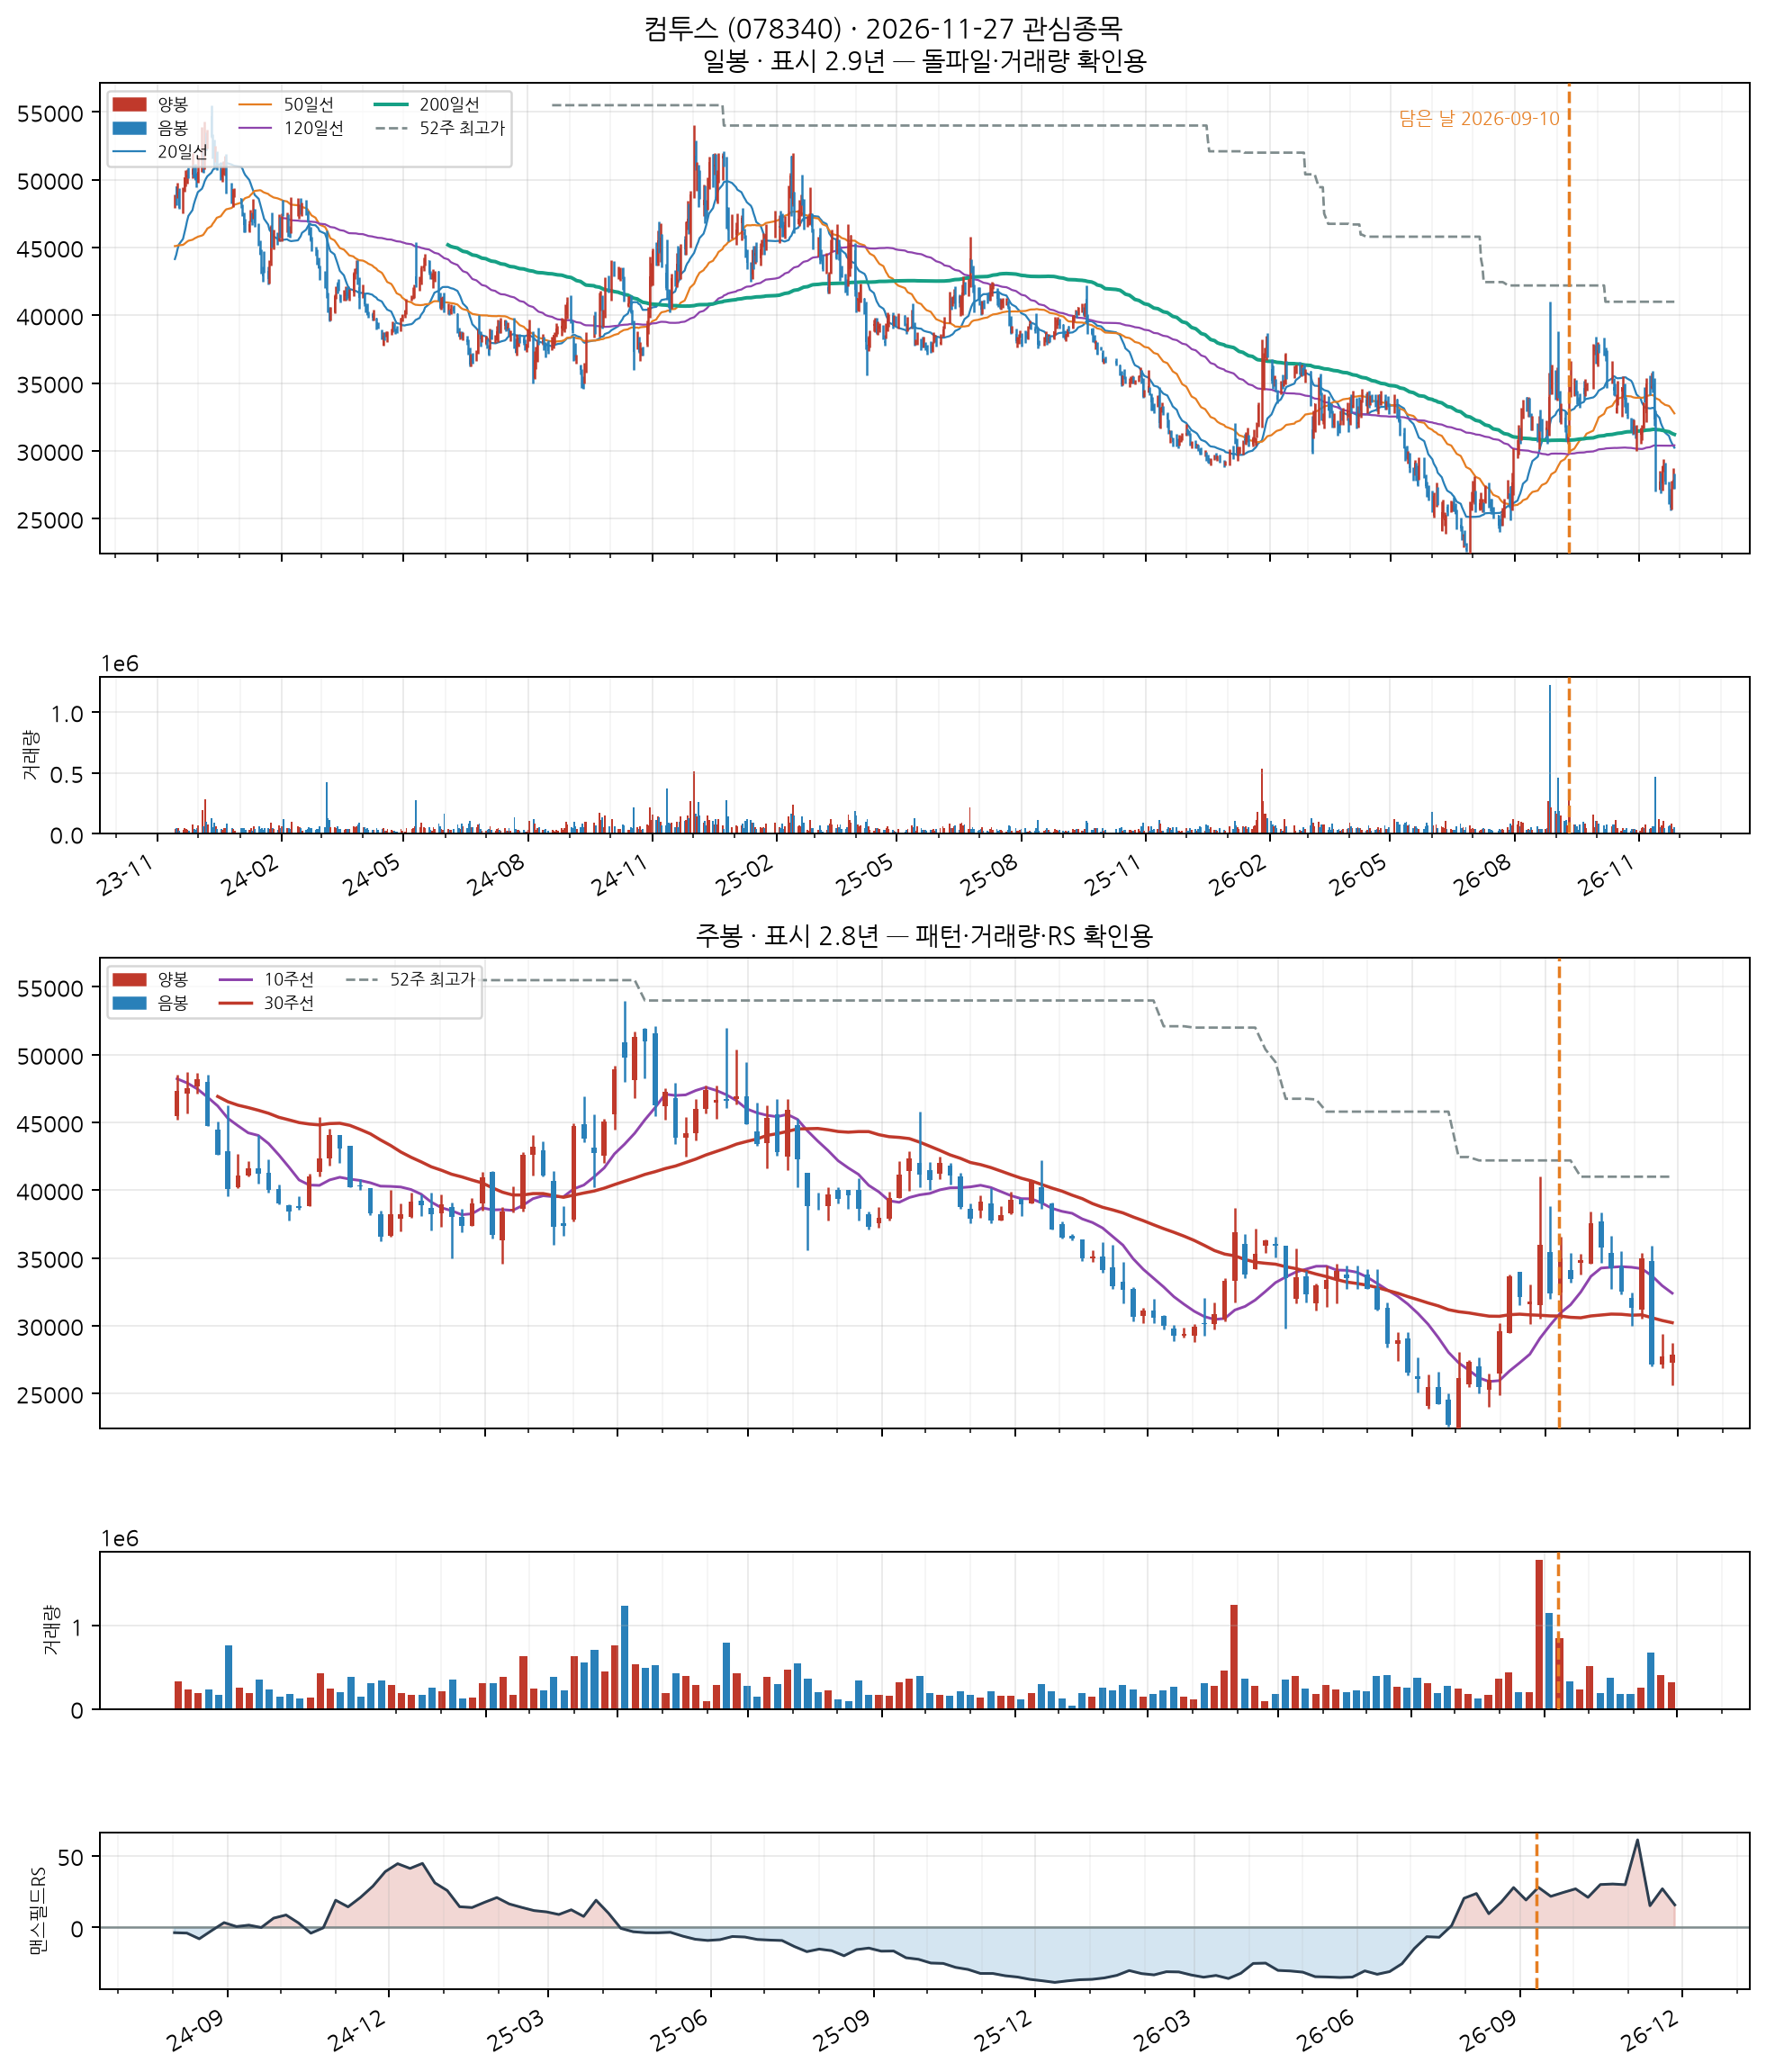 컴투스 (078340) · 2026-11-27 관심종목
일봉 · 표시 2.9년 — 돌파일·거래량 확인용
양봉
음봉
20일선
50일선
120일선
200일선
52주 최고가
담은 날 2026-09-10
55000
50000
45000
40000
35000
30000
25000
1e6
거래량
1.0
0.5
0.0
23-11 24-02 24-05 24-08 24-11 25-02 25-05 25-08 25-11 26-02 26-05 26-08 26-11
주봉 · 표시 2.8년 — 패턴·거래량·RS 확인용
양봉
음봉
10주선
30주선
52주 최고가
55000
50000
45000
40000
35000
30000
25000
1e6
거래량
1
0
맨스필드RS
50
0
24-09 24-12 25-03 25-06 25-09 25-12 26-03 26-06 26-09 26-12